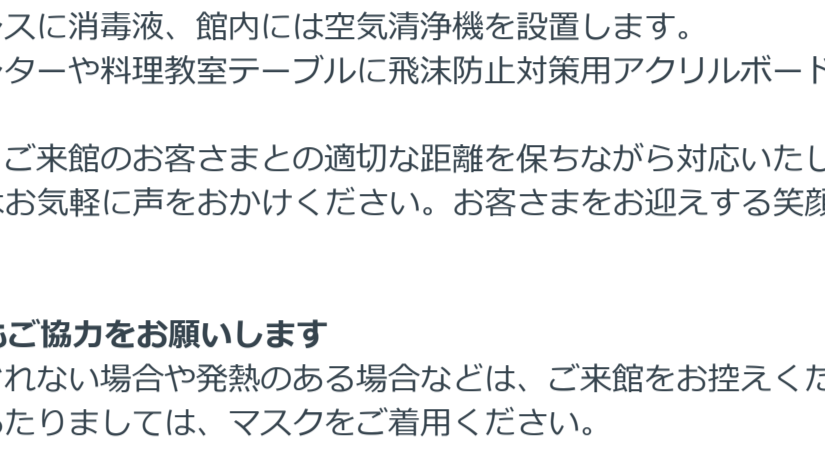 スに消毒液、館内には空気清浄機を設置します。
ターや料理教室テーブルに飛沫防止対策用アクリルボード
ご来館のお客さまとの適切な距離を保ちながら対応いたし
お気軽に声をおかけください。お客さまをお迎えする笑顔
もご協力をお願いします
れない場合や発熱のある場合などは、ご来館をお控えくだ
たりましては、マスクをご着用ください。